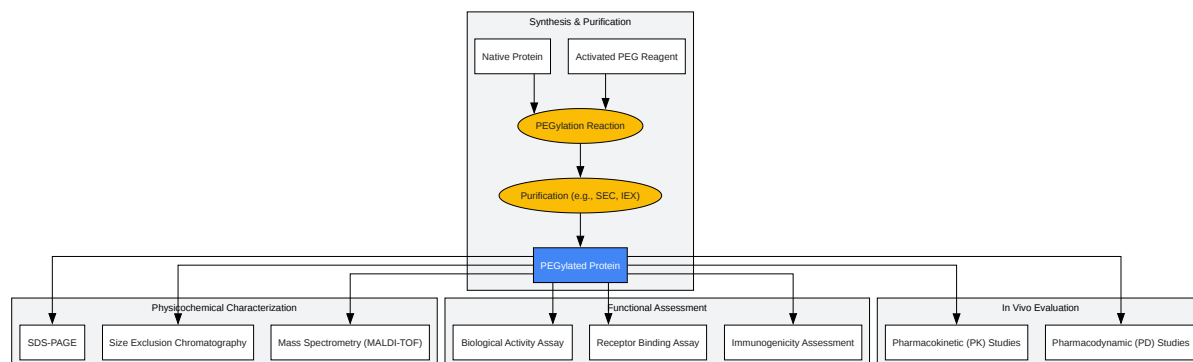 Synthesis & Purification
Native Protein
Activated PEG Reagent
PEGylation Reaction
Purification (e.g., SEC, IEX)
PEGylated Protein
Physicochemical Characterization
Functional Assessment
In Vivo Evaluation
SDS-PAGE
Size Exclusion Chromatography
Mass Spectrometry (MALDI-TOF)
Biological Activity Assay
Receptor Binding Assay
Immunogenicity Assessment
Pharmacokinetic (PK) Studies
Pharmacodynamic (PD) Studies